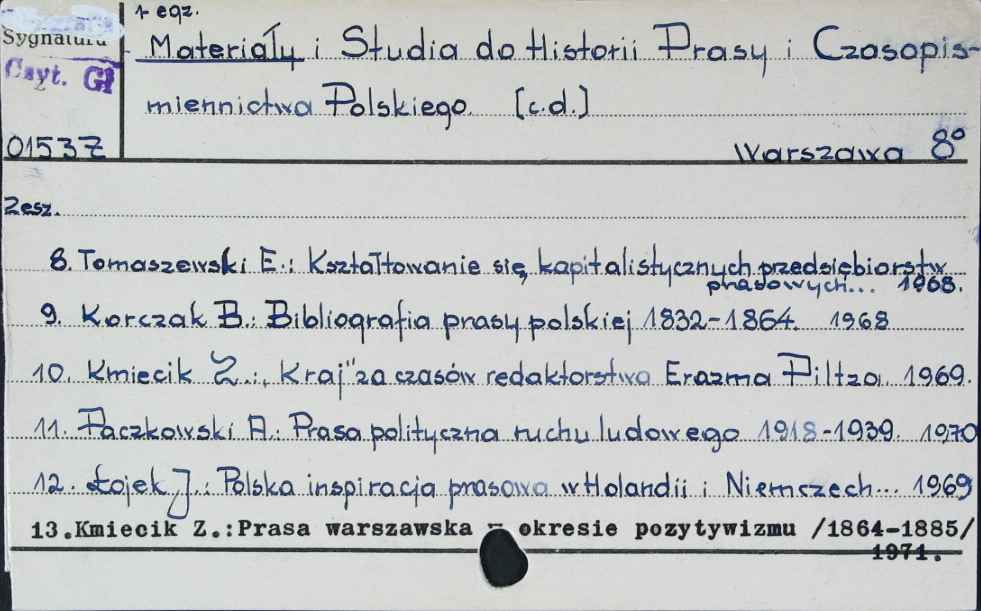 1 egz.
Sygnatura
Materiały i Studia do Historii Prasy i Czasopis-
Czyt. Gł
miennictwa Polskiego. [c.d.]
01537
Warszawa 8°
Zesz.
8. Tomaszewski E.: Kształtowanie się kapitalistycznych przedsiębiorstw
prasowych... 1968.
9. Korczak B.: Bibliografia prasy polskiej 1832-1864. 1968
10. Kmiecik Z.: „Kraj" za czasów redaktorstwa Erazma Piltza. 1969.
11. Paczkowski A.: Prasa polityczna ruchu ludowego 1918-1939. 1970
12. Łojek J.: Polska inspiracja prasowa w Holandii i Niemczech... 1969
13.Kmiecik Z.:Prasa warszawska w okresie pozytywizmu /1864-1885/
1971.